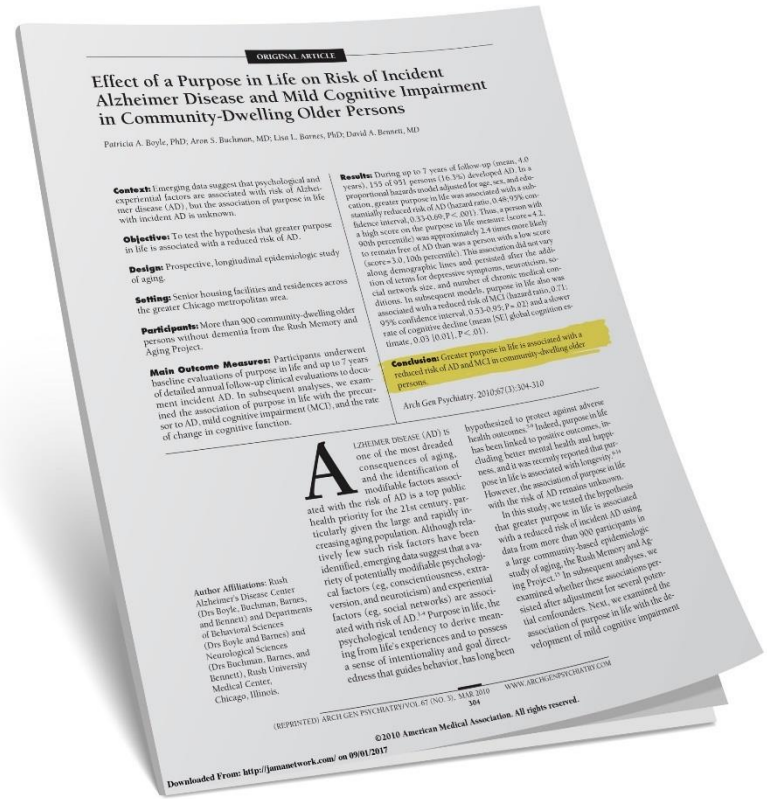 ORIGINAL ARTICLE
Effect of a Purpose in Life on Risk of Incident
Alzheimer Disease and Mild Cognitive Impairment
in Community-Dwelling Older Persons
Patricia A. Boyle, PhD; Aron S. Buchman, MD; Lisa L. Barnes, PhD; David A. Bennett, MD
Context: Emerging data suggest that psychological and
experiential factors are associated with risk of Alzhei-
mer disease (AD), but the association of purpose in life
with incident AD is unknown.
Objective: To test the hypothesis that greater purpose
in life is associated with a reduced risk of AD.
Design: Prospective, longitudinal epidemiologic study
of aging.
Setting: Senior housing facilities and residences across
the greater Chicago metropolitan area.
Participants: More than 900 community-dwelling older
persons without dementia from the Rush Memory and
Aging Project.
Main Outcome Measures: Participants underwent
baseline evaluations of purpose in life and up to 7 years
of detailed annual follow-up clinical evaluations to docu-
ment incident AD. In subsequent analyses, we exam-
ined the association of purpose in life with the precur-
sor to AD, mild cognitive impairment (MCI), and the rate
of change in cognitive function.
Results: During up to 7 years of follow-up (mean, 4.0
years), 155 of 951 persons (16.3%) developed AD. In a
proportional hazards model adjusted for age, sex, and edu-
cation, greater purpose in life was associated with a sub-
stantially reduced risk of AD (hazard ratio, 0.48; 95% con-
fidence interval, 0.33-0.69; P < .001). Thus, a person with
a high score on the purpose in life measure (score=4.2,
90th percentile) was approximately 2.4 times more likely
to remain free of AD than was a person with a low score
(score=3.0, 10th percentile). This association did not vary
along demographic lines and persisted after the addi-
tion of terms for depressive symptoms, neuroticism, so-
cial network size, and number of chronic medical con-
ditions. In subsequent models, purpose in life also was
associated with a reduced risk of MCI (hazard ratio, 0.71;
95% confidence interval, 0.53-0.95; P=.02) and a slower
rate of cognitive decline (mean [SE] global cognition es-
timate, 0.03 [0.01], P < .01).
Conclusion: Greater purpose in life is associated with a
reduced risk of AD and MCI in community-dwelling older
persons.
Arch Gen Psychiatry. 2010;67(3):304-310
ALZHEIMER DISEASE (AD) IS
one of the most dreaded
consequences of aging,
and the identification of
modifiable factors associ-
ated with the risk of AD is a top public
health priority for the 21st century, par-
ticularly given the large and rapidly in-
creasing aging population. Although rela-
tively few such risk factors have been
identified, emerging data suggest that a va-
riety of potentially modifiable psychologi-
cal factors (eg, conscientiousness, extra-
version, and neuroticism) and experiential
factors (eg, social networks) are associ-
ated with risk of AD.1-4 Purpose in life, the
psychological tendency to derive mean-
ing from life's experiences and to possess
a sense of intentionality and goal direct-
edness that guides behavior, has long been
hypothesized to protect against adverse
health outcomes. Indeed, purpose in life
has been linked to positive outcomes, in-
cluding better mental health and happi-
ness, and it was recently reported that pur-
pose in life is associated with longevity.
However, the association of purpose in life
with the risk of AD remains unknown.
In this study, we tested the hypothesis
that greater purpose in life is associated
with a reduced risk of incident AD using
data from more than 900 participants in
a large community-based epidemiologic
study of aging, the Rush Memory and Ag-
ing Project. In subsequent analyses, we
examined whether these associations per-
sisted after adjustment for several poten-
tial confounders. Next, we examined the
association of purpose in life with the de-
velopment of mild cognitive impairment
Author Affiliations: Rush
Alzheimer's Disease Center
(Drs Boyle, Buchman, Barnes,
and Bennett) and Departments
of Behavioral Sciences
(Drs Boyle and Barnes) and
Neurological Sciences
(Drs Buchman, Barnes, and
Bennett), Rush University
Medical Center,
Chicago, Illinois.
(REPRINTED) ARCH GEN PSYCHIATRY/VOL 67 (NO. 3), MAR 2010 WWW.ARCHGENPSYCHIATRY.COM
304
©2010 American Medical Association. All rights reserved.
Downloaded From: http://jamanetwork.com/ on 09/01/2017